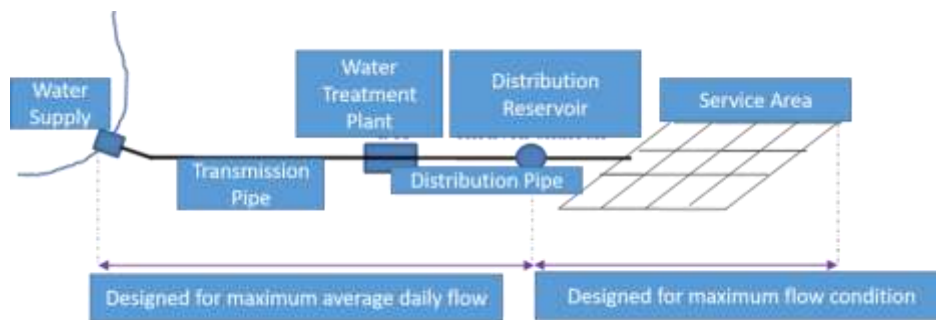 Water
Supply
Water
Treatment
Plant
Distribution
Reservoir
Service Area
Transmission
Pipe
Distribution Pipe
Designed for maximum average daily flow
Designed for maximum flow condition